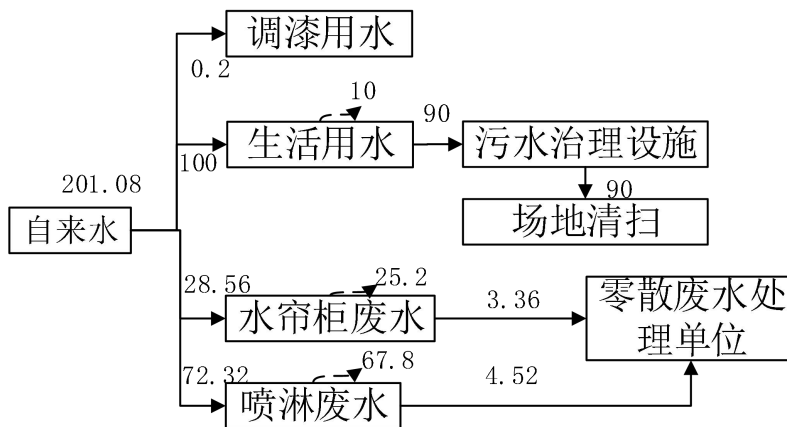 调漆用水
0.2
10
生活用水
90
污水治理设施
100
201.08
90
自来水
场地清扫
28.56
25.2
水帘柜废水
3.36
零散废水处
理单位
72.32
67.8
喷淋废水
4.52